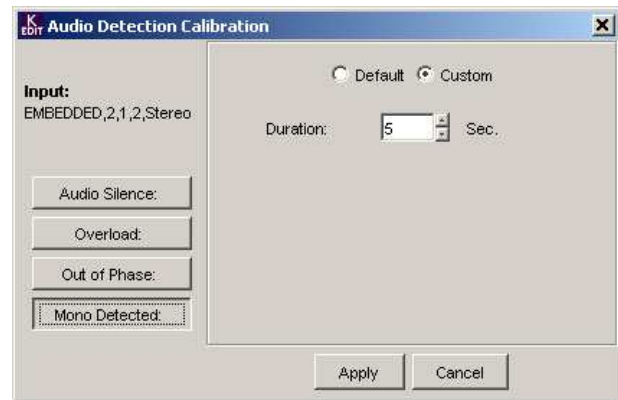 K
EDIT Audio Detection Calibration
Default Custom
Input:
EMBEDDED,2,1,2,Stereo
Duration: 5 Sec.
Audio Silence:
Overload:
Out of Phase:
Mono Detected:
Apply Cancel